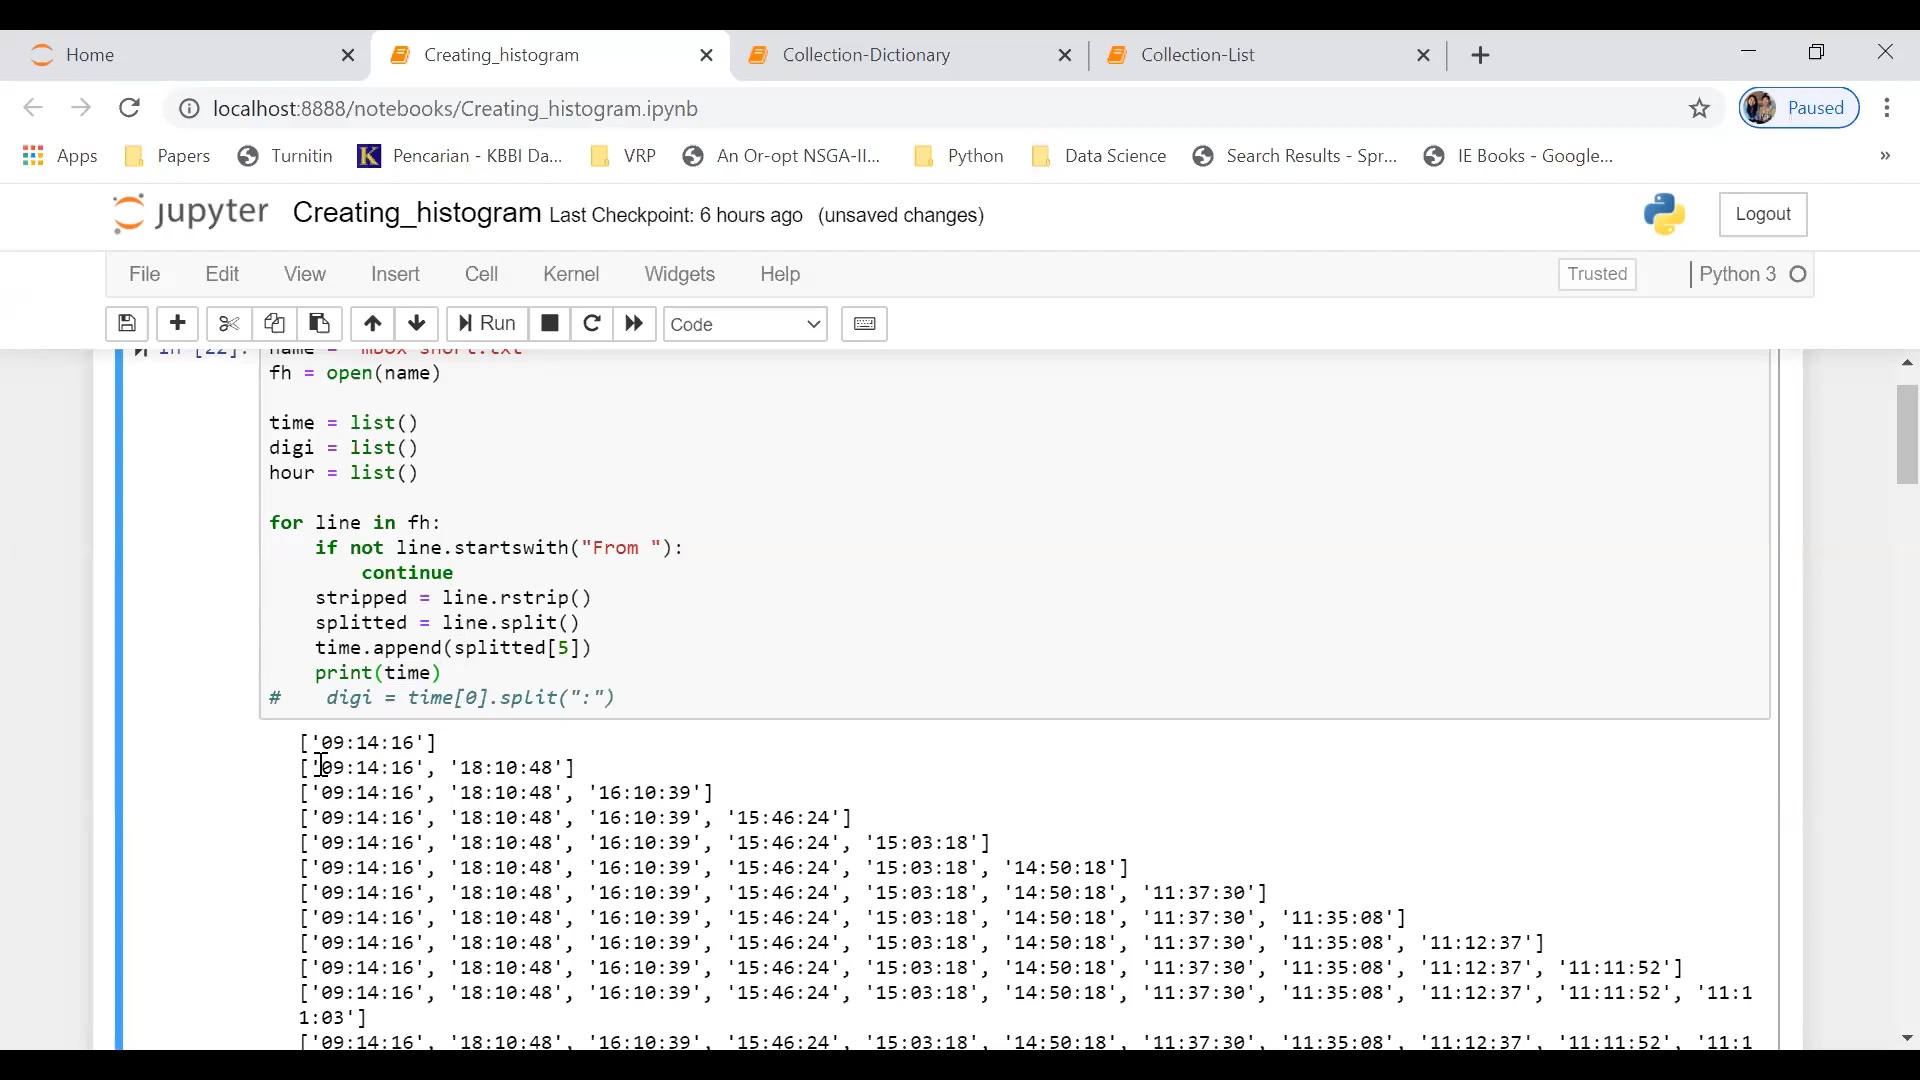 Home
Creating_histogram
Collection-Dictionary
Collection-List
localhost:8888/notebooks/Creating_histogram.ipynb
Paused
Apps
Papers
Turnitin
Pencarian - KBBI Da...
VRP
An Or-opt NSGA-II...
Python
Data Science
Search Results - Spr...
IE Books - Google...
»
jupyter Creating_histogram Last Checkpoint: 6 hours ago (unsaved changes)
Logout
File Edit View Insert Cell Kernel Widgets Help
Trusted
Python 3
Run
Code
In [22]:
fh = open(name)
time = list()
digi = list()
hour = list()
for line in fh:
    if not line.startswith("From "):
        continue
    stripped = line.rstrip()
    splitted = line.split()
    time.append(splitted[5])
    print(time)
#    digi = time[0].split(":")
['09:14:16']
['09:14:16', '18:10:48']
['09:14:16', '18:10:48', '16:10:39']
['09:14:16', '18:10:48', '16:10:39', '15:46:24']
['09:14:16', '18:10:48', '16:10:39', '15:46:24', '15:03:18']
['09:14:16', '18:10:48', '16:10:39', '15:46:24', '15:03:18', '14:50:18']
['09:14:16', '18:10:48', '16:10:39', '15:46:24', '15:03:18', '14:50:18', '11:37:30']
['09:14:16', '18:10:48', '16:10:39', '15:46:24', '15:03:18', '14:50:18', '11:37:30', '11:35:08']
['09:14:16', '18:10:48', '16:10:39', '15:46:24', '15:03:18', '14:50:18', '11:37:30', '11:35:08', '11:12:37']
['09:14:16', '18:10:48', '16:10:39', '15:46:24', '15:03:18', '14:50:18', '11:37:30', '11:35:08', '11:12:37', '11:11:52']
['09:14:16', '18:10:48', '16:10:39', '15:46:24', '15:03:18', '14:50:18', '11:37:30', '11:35:08', '11:12:37', '11:11:52', '11:1
1:03']
['09:14:16', '18:10:48', '16:10:39', '15:46:24', '15:03:18', '14:50:18', '11:37:30', '11:35:08', '11:12:37', '11:11:52', '11:1